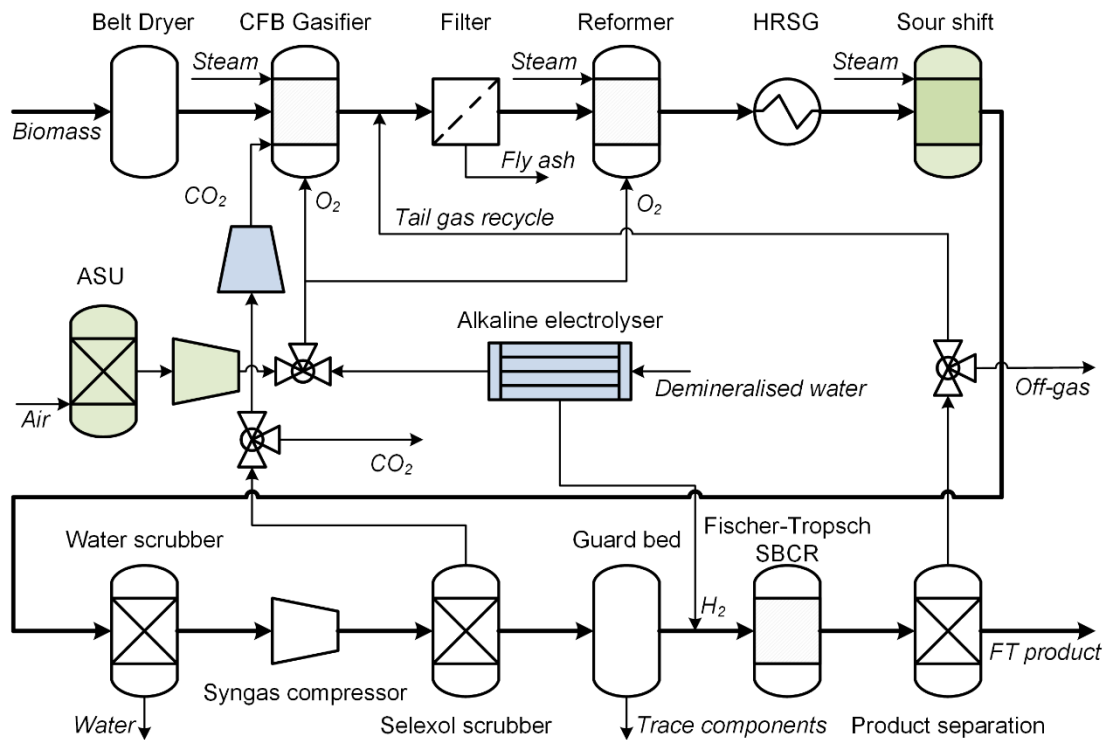 Belt Dryer
CFB Gasifier
Filter
Reformer
HRSG
Sour shift
Steam
Steam
Steam
Biomass
Fly ash
CO2
O2
O2
Tail gas recycle
ASU
Alkaline electrolyser
Air
Demineralised water
Off-gas
CO2
Water scrubber
Guard bed
Fischer-Tropsch
SBCR
H2
FT product
Syngas compressor
Water
Selexol scrubber
Trace components
Product separation